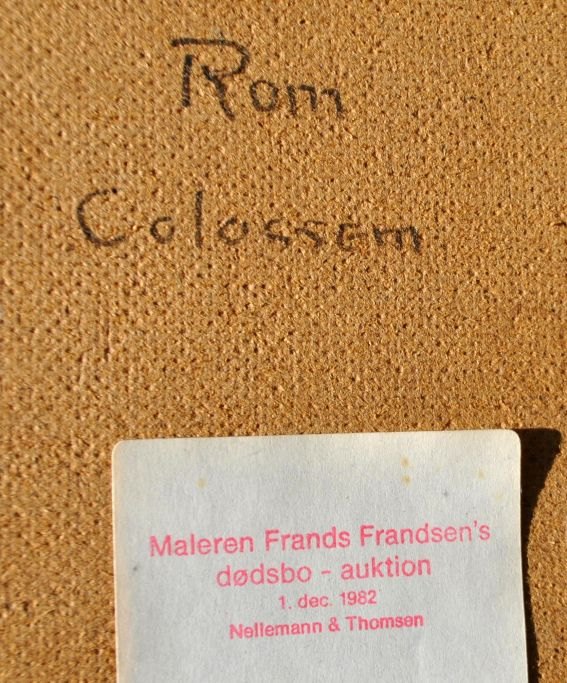 Rom
Colossem
Maleren Frands Frandsen's
dødsbo - auktion
1. dec. 1982
Nellemann & Thomsen